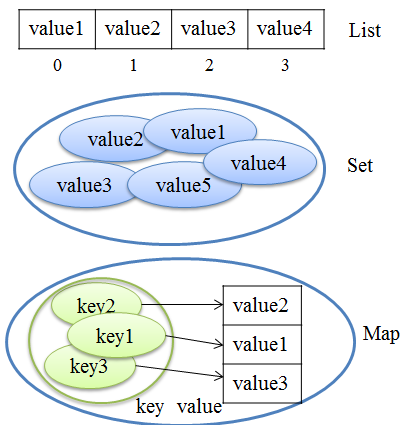 value1 value2 value3 value4 List
0 1 2 3
value2 value1
value4
Set
value3 value5
key2 value2
key1 value1 Map
key3 value3
key value